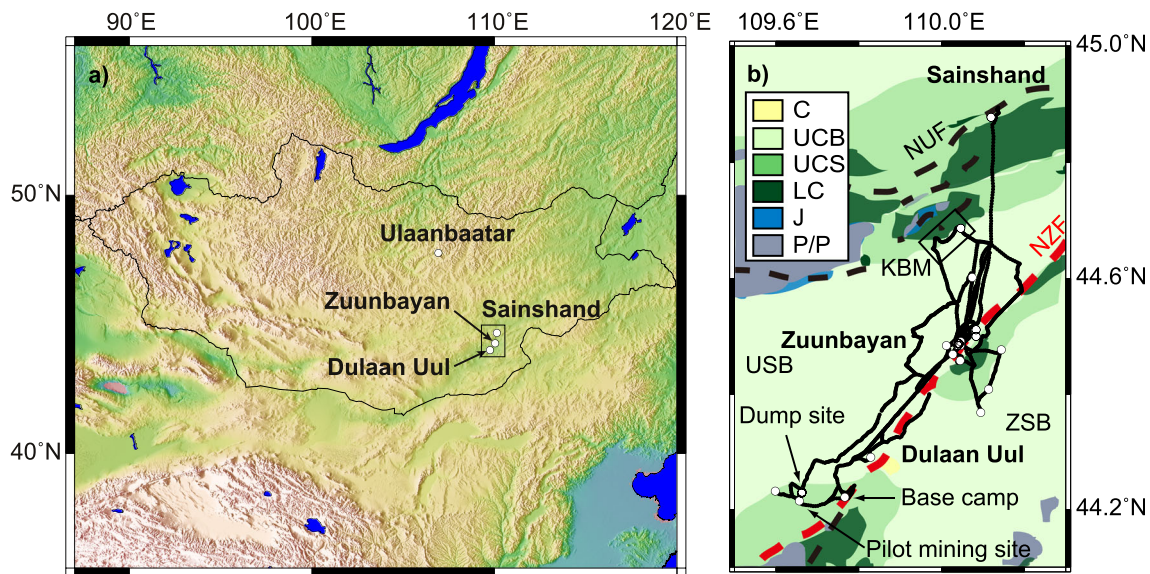 90˚E
100˚E
110˚E
120˚E
109.6˚E
110.0˚E
50˚N
40˚N
a)
Ulaanbaatar
Zuunbayan
Sainshand
Dulaan Uul
45.0˚N
44.6˚N
44.2˚N
b)
Sainshand
C
UCB
UCS
LC
J
P/P
NUF
NZF
KBM
Zuunbayan
USB
Dump site
ZSB
Dulaan Uul
Base camp
Pilot mining site